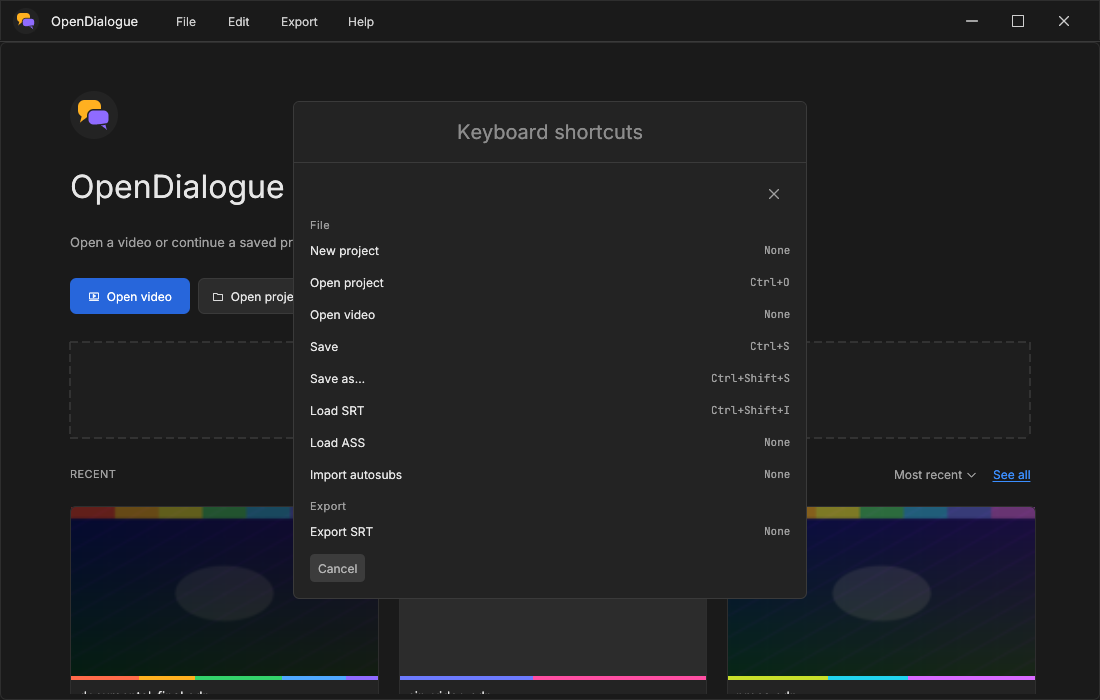 OpenDialogue File Edit Export Help
Keyboard shortcuts
OpenDialogue
Open a video or continue a saved
Open video
Open
File
New project None
Open project Ctrl+O
Open video None
Save Ctrl+S
Save as... Ctrl+Shift+S
Load SRT Ctrl+Shift+I
Load ASS None
Import autosubs None
Export
Export SRT None
Cancel
RECENT
Most recent See all